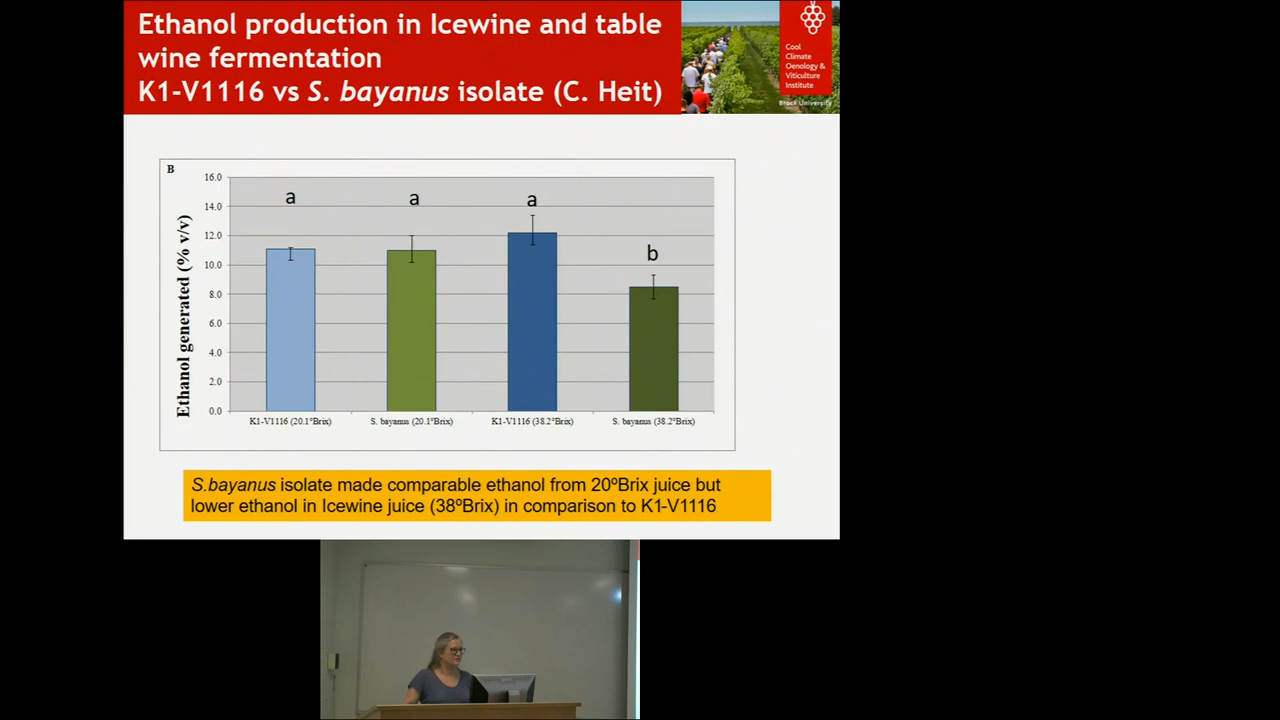 Ethanol production in Icewine and table
wine fermentation
K1-V1116 vs S. bayanus isolate (C. Heit)
Cool
Climate
Oenology &
Viticulture
Institute
Brock University
B
16.0
14.0
12.0
10.0
8.0
6.0
4.0
2.0
0.0
Ethanol generated (% v/v)
a
a
a
b
K1-V1116 (20.1°Brix)
S. bayanus (20.1°Brix)
K1-V1116 (38.2°Brix)
S. bayanus (38.2°Brix)
S.bayanus isolate made comparable ethanol from 20ºBrix juice but
lower ethanol in Icewine juice (38ºBrix) in comparison to K1-V1116